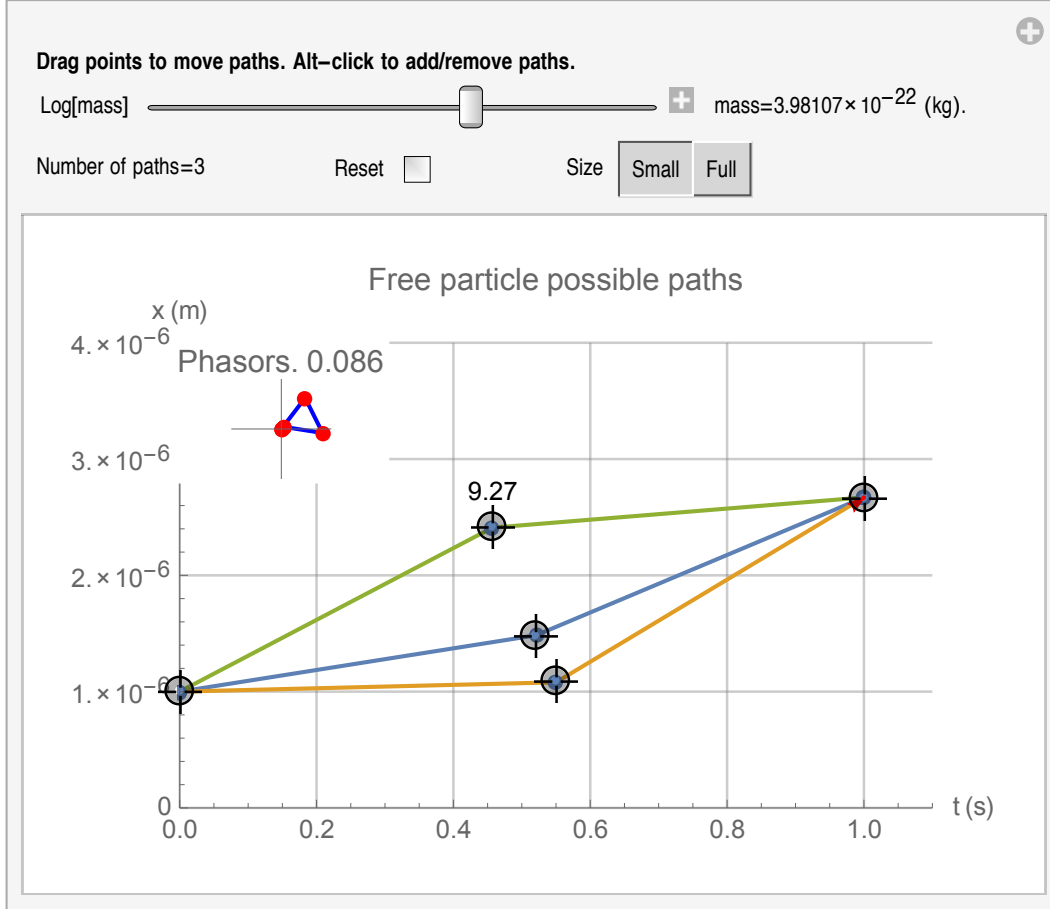 Drag points to move paths. Alt–click to add/remove paths.
Log[mass] mass=3.98107×10⁻²² (kg).
Number of paths=3 Reset Size Small Full
Free particle possible paths
x (m)
4.×10⁻⁶
Phasors. 0.086
3.×10⁻⁶
9.27
2.×10⁻⁶
1.×10⁻⁶
0
t (s)
0.0 0.2 0.4 0.6 0.8 1.0